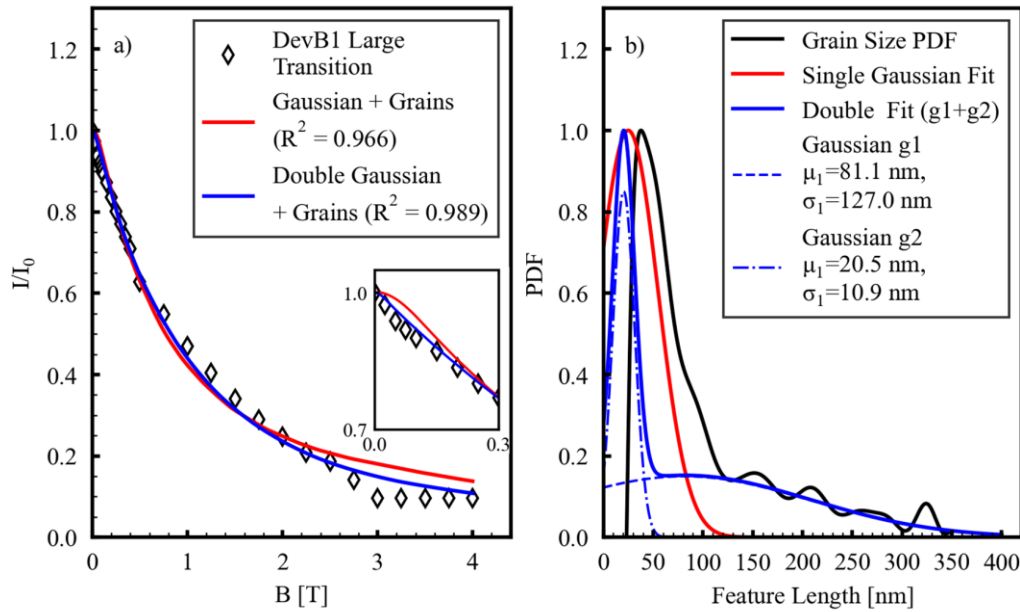 a)
DevB1 Large
Transition
Gaussian + Grains
(R² = 0.966)
Double Gaussian
+ Grains (R² = 0.989)
I/I₀
1.2
1.0
0.8
0.6
0.4
0.2
0.0
0
1
2
3
4
B [T]
1.0
0.7
0.0
0.3
b)
Grain Size PDF
Single Gaussian Fit
Double Fit (g1+g2)
Gaussian g1
μ₁=81.1 nm,
σ₁=127.0 nm
Gaussian g2
μ₁=20.5 nm,
σ₁=10.9 nm
PDF
1.2
1.0
0.8
0.6
0.4
0.2
0.0
0
50
100
150
200
250
300
350
400
Feature Length [nm]